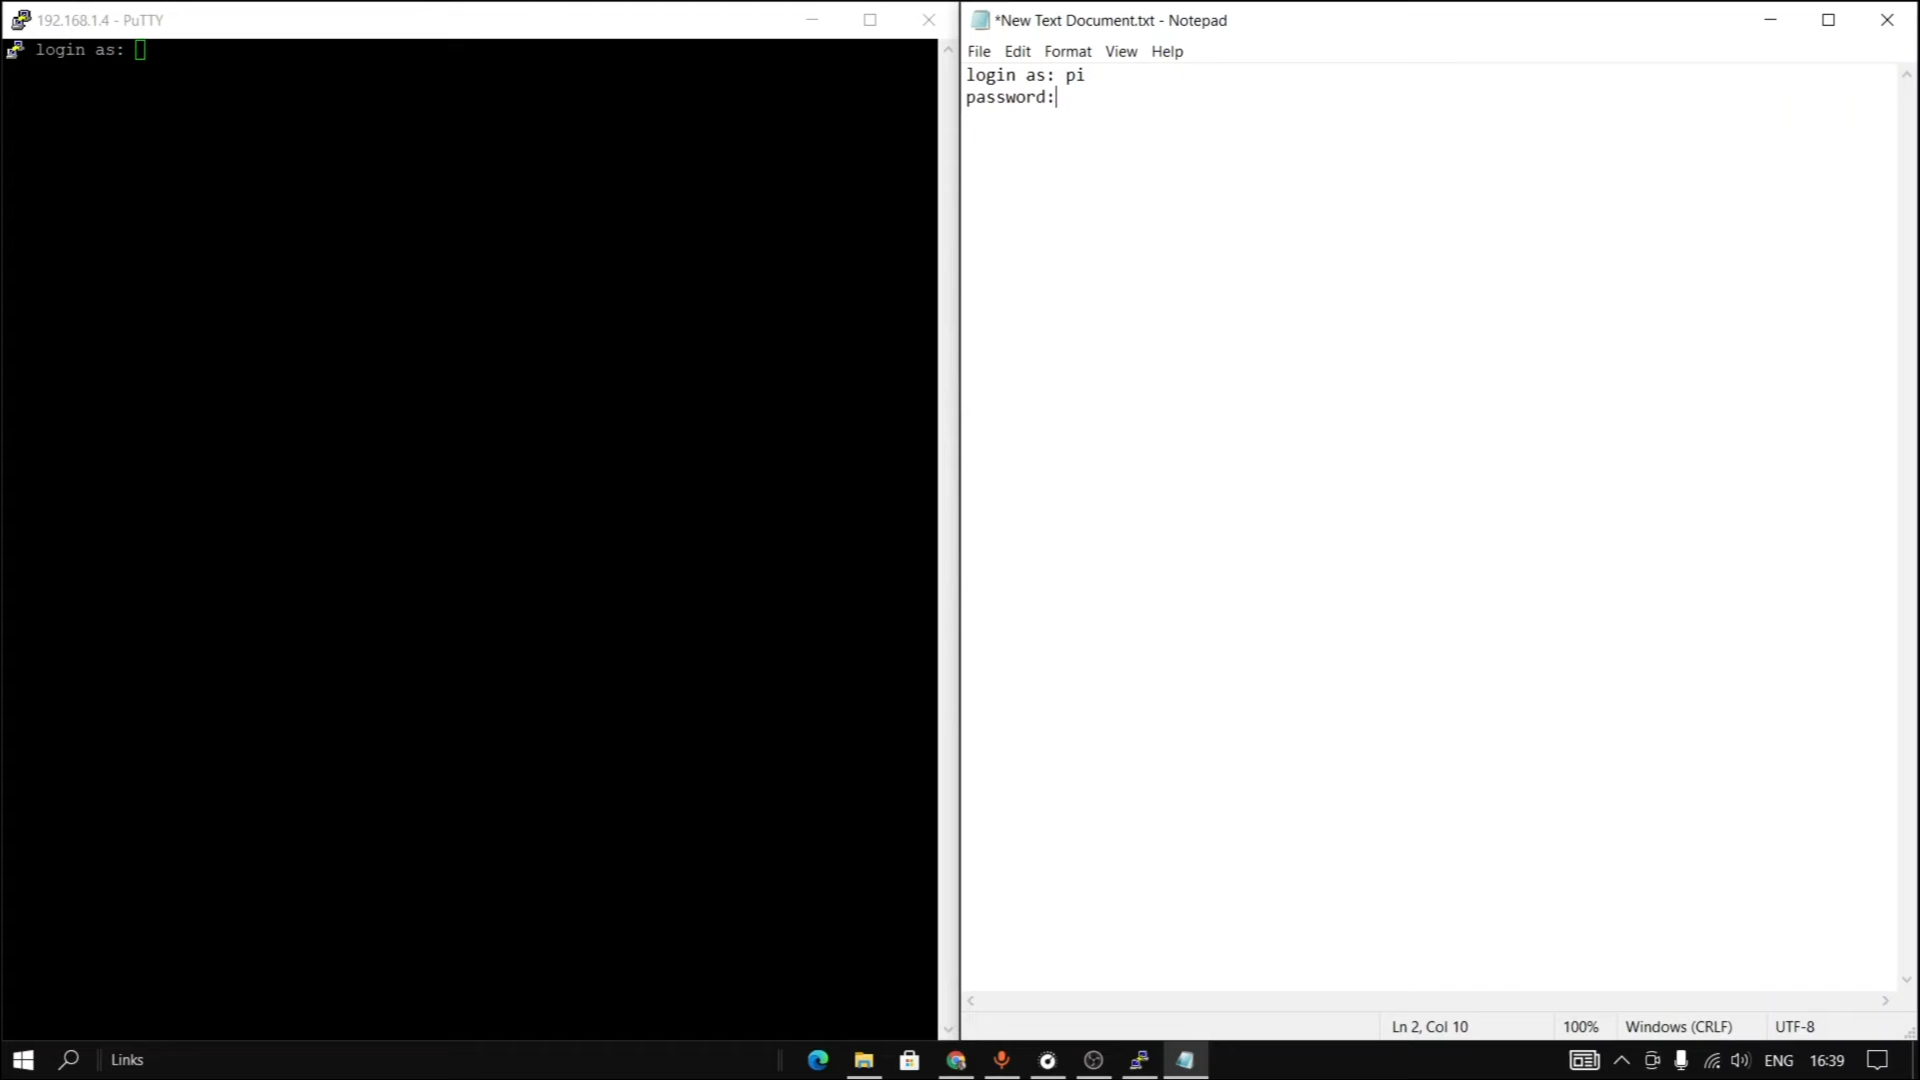 192.168.1.4 - PuTTY
login as:
*New Text Document.txt - Notepad
File Edit Format View Help
login as: pi
password:
Ln 2, Col 10
100%
Windows (CRLF)
UTF-8
Links
ENG
16:39